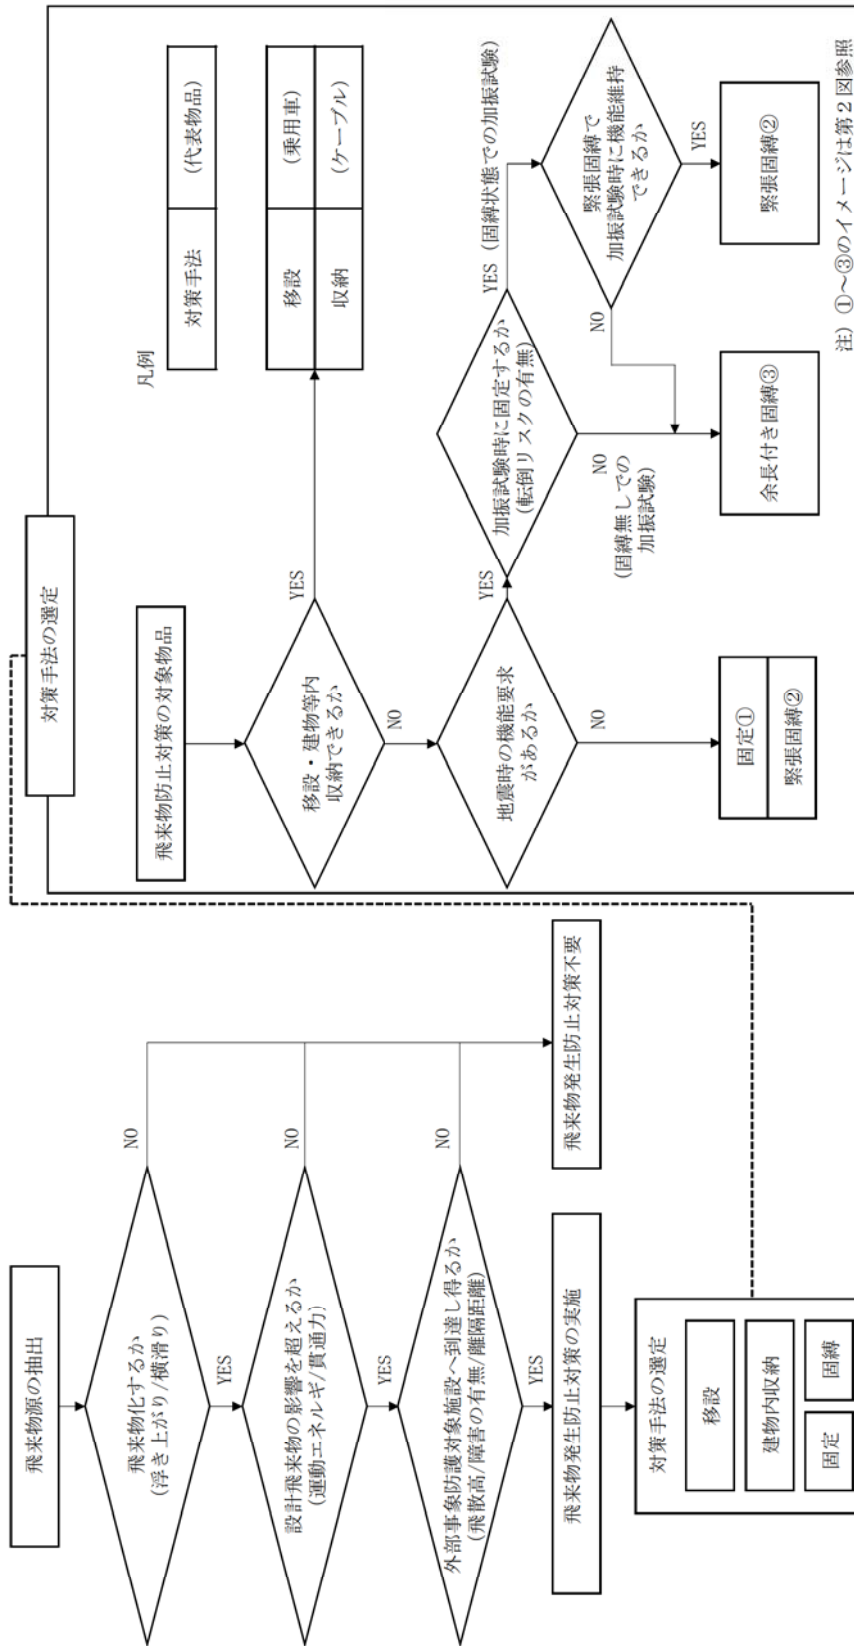 飛来物源の抽出
飛来物化するか
(浮き上がり/横滑り)
NO
YES
設計飛来物の影響を超えるか
(運動エネルギ/貫通力)
NO
YES
外部事象防護対象施設へ到達し得るか
(飛散高/障害の有無/離隔距離)
NO
YES
飛来物発生防止対策の実施
飛来物発生防止対策不要
対策手法の選定
移設
建物内収納
固定
固縛
対策手法の選定
飛来物防止対策の対象物品
移設・建物等内
収納できるか
YES
NO
凡例
対策手法
(代表物品)
移設
(乗用車)
収納
(ケーブル)
地震時の機能要求
があるか
YES
NO
固定①
緊張固縛②
加振試験時に固定するか
(転倒リスクの有無)
YES (固縛状態での加振試験)
NO
(固縛無しでの
加振試験)
緊張固縛で
加振試験時に機能維持
できるか
NO
YES
余長付き固縛③
緊張固縛②
注) ①~③のイメージは第2図参照